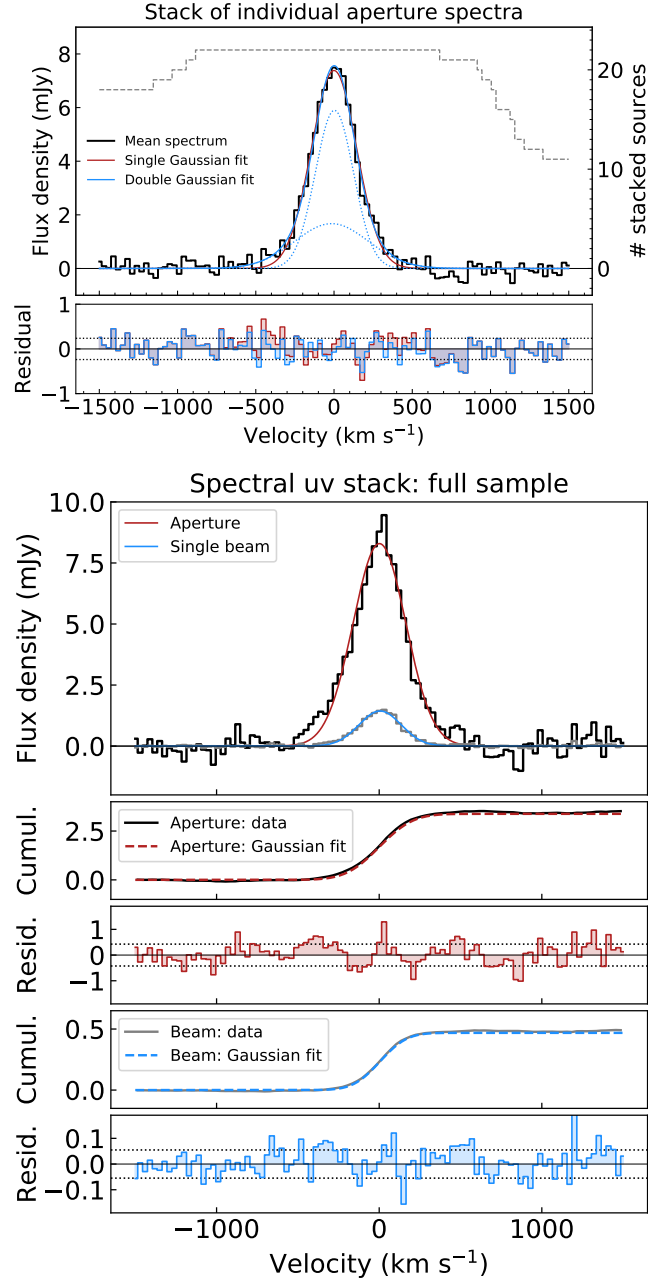 Stack of individual aperture spectra
Flux density (mJy)
8
6
4
2
0
Mean spectrum
Single Gaussian fit
Double Gaussian fit
20
10
0
# stacked sources
Residual
1
0
−1
−1500 −1000 −500 0 500 1000 1500
Velocity (km s⁻¹)
Spectral uv stack: full sample
Flux density (mJy)
10.0
7.5
5.0
2.5
0.0
Aperture
Single beam
Cumul.
2.5
0.0
Aperture: data
Aperture: Gaussian fit
Resid.
1
0
−1
Cumul.
0.5
0.0
Beam: data
Beam: Gaussian fit
Resid.
0.1
0.0
−0.1
−1000 0 1000
Velocity (km s⁻¹)